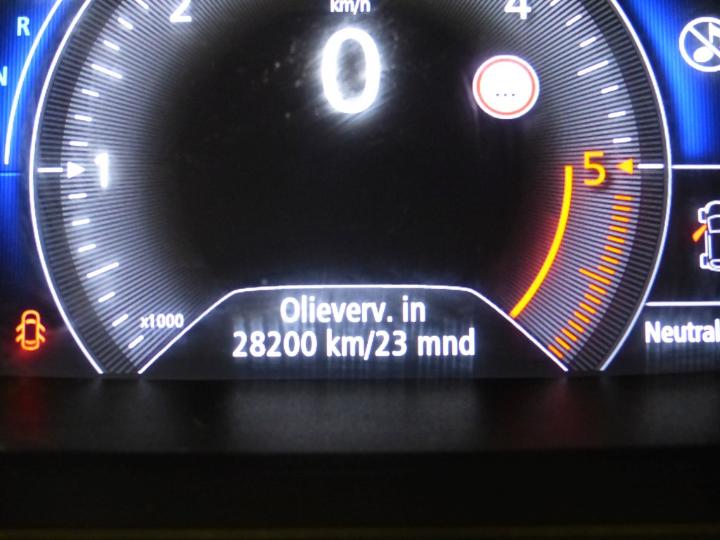 R
N
km/h
2
4
0
...
1
5
x1000
Olieverv. in
28200 km/23 mnd
Neutral